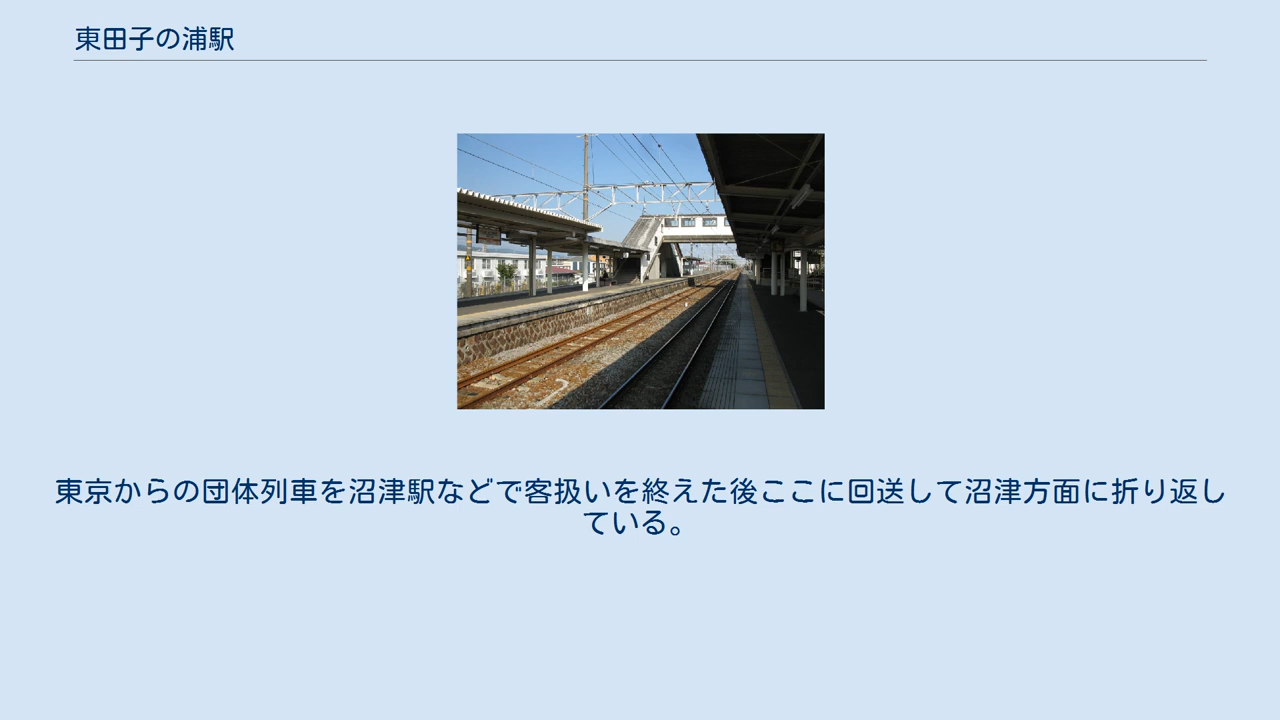 東田子の浦駅
東京からの団体列車を沼津駅などで客扱いを終えた後ここに回送して沼津方面に折り返し
ている。